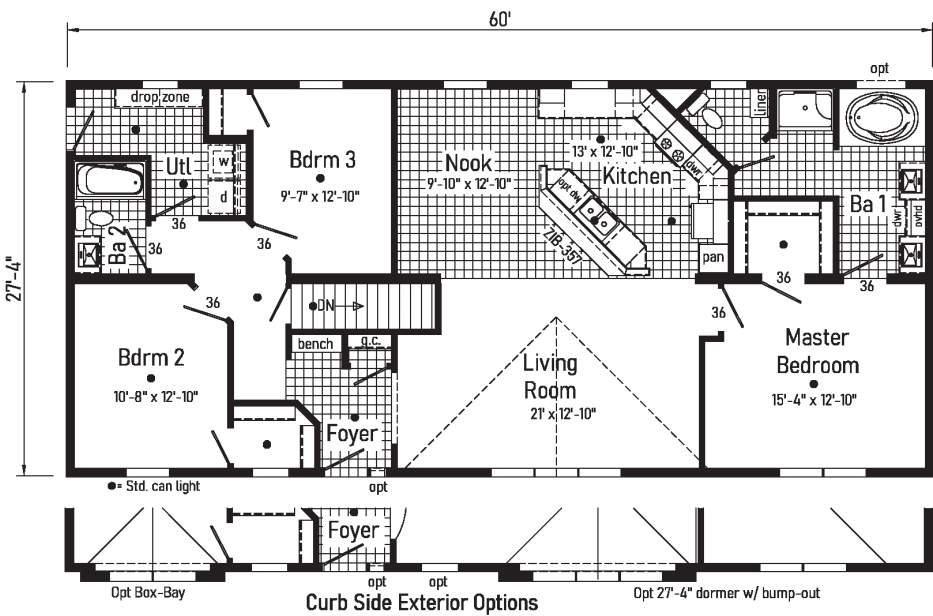 60'
opt
drop zone
liner
w
Utl
Bdrm 3
9'-7" x 12'-10"
Nook
9'-10" x 12'-10"
13' x 12'-10"
Kitchen
dwr
opt dw
d
36
Ba 2
36
36
ZIB-357
pan
Ba 1
dwr
ovhd
27'-4"
36
36
36
DN
36
bench
g.c.
Bdrm 2
10'-8" x 12'-10"
Living
Room
21' x 12'-10"
Master
Bedroom
15'-4" x 12'-10"
Foyer
●= Std. can light
opt
Foyer
opt
opt
Opt Box-Bay
Opt 27'-4" dormer w/ bump-out
Curb Side Exterior Options